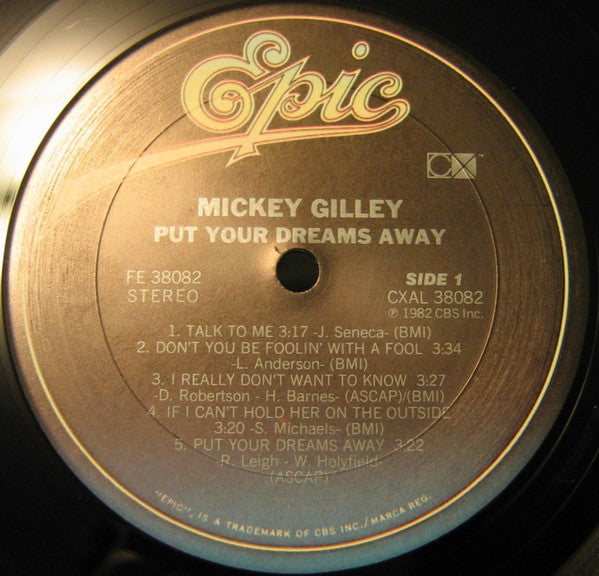 Epic
CX™
MICKEY GILLEY
PUT YOUR DREAMS AWAY
FE 38082
STEREO
SIDE 1
CXAL 38082
℗ 1982 CBS Inc.
1. TALK TO ME 3:17 -J. Seneca- (BMI)
2. DON'T YOU BE FOOLIN' WITH A FOOL 3:34
-L. Anderson- (BMI)
3. I REALLY DON'T WANT TO KNOW 3:27
-D. Robertson - H. Barnes- (ASCAP)/(BMI)
4. IF I CAN'T HOLD HER ON THE OUTSIDE
3:20 -S. Michaels- (BMI)
5. PUT YOUR DREAMS AWAY 3:22
R. Leigh - W. Holyfield-
(ASCAP)
"EPIC", IS A TRADEMARK OF CBS INC./MARCA REG.